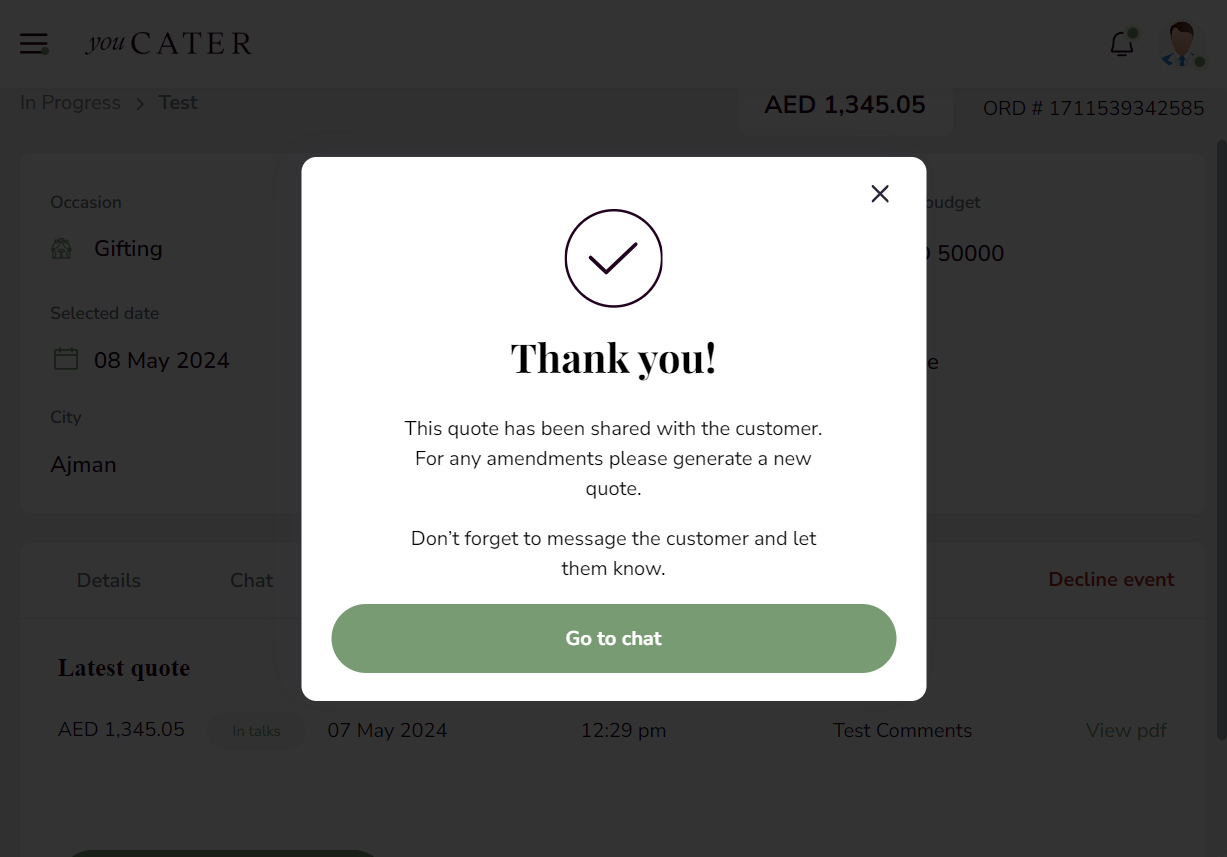 you CATER
In Progress > Test
AED 1,345.05
ORD # 1711539342585
Occasion
budget
Gifting
50000
Selected date
08 May 2024
City
Ajman
Thank you!
This quote has been shared with the customer.
For any amendments please generate a new
quote.
Don’t forget to message the customer and let
them know.
Go to chat
Details
Chat
Decline event
Latest quote
AED 1,345.05 In talks 07 May 2024 12:29 pm Test Comments View pdf